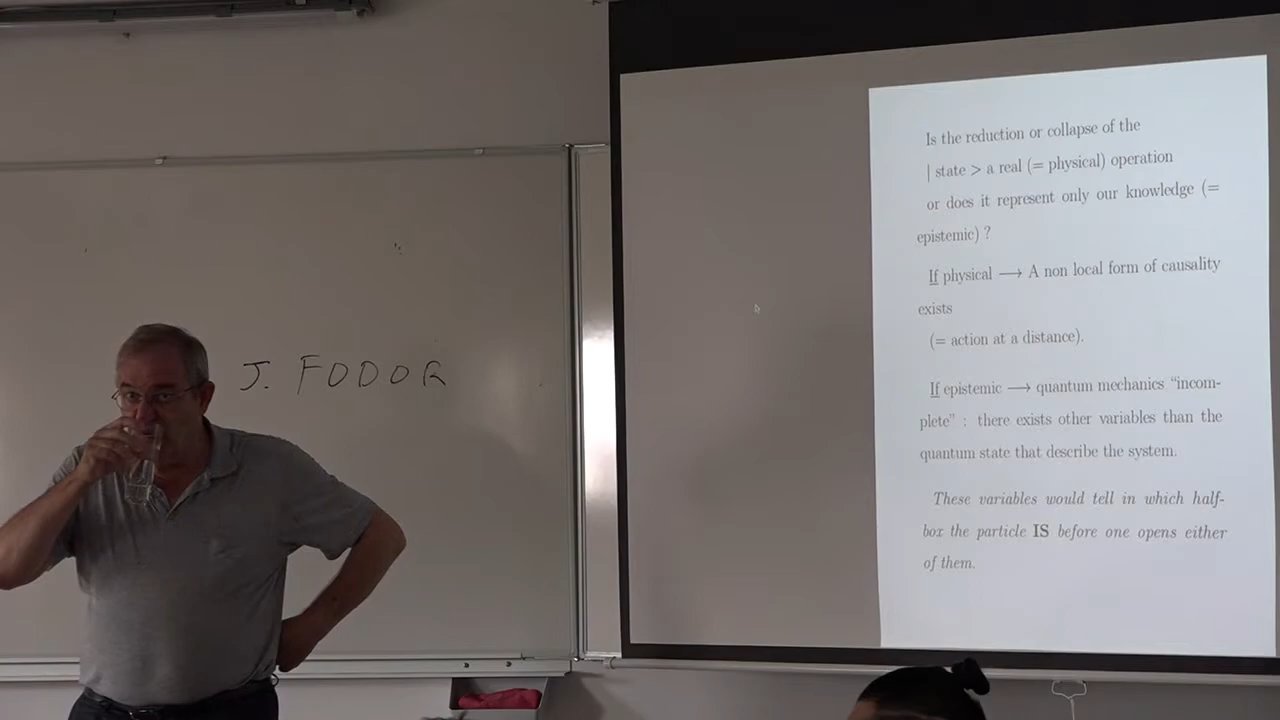 J. FODOR
Is the reduction or collapse of the
| state > a real (= physical) operation
or does it represent only our knowledge (=
epistemic) ?
If physical ⟶ A non local form of causality
exists
(= action at a distance).
If epistemic ⟶ quantum mechanics “incom-
plete” : there exists other variables than the
quantum state that describe the system.
These variables would tell in which half-
box the particle IS before one opens either
of them.